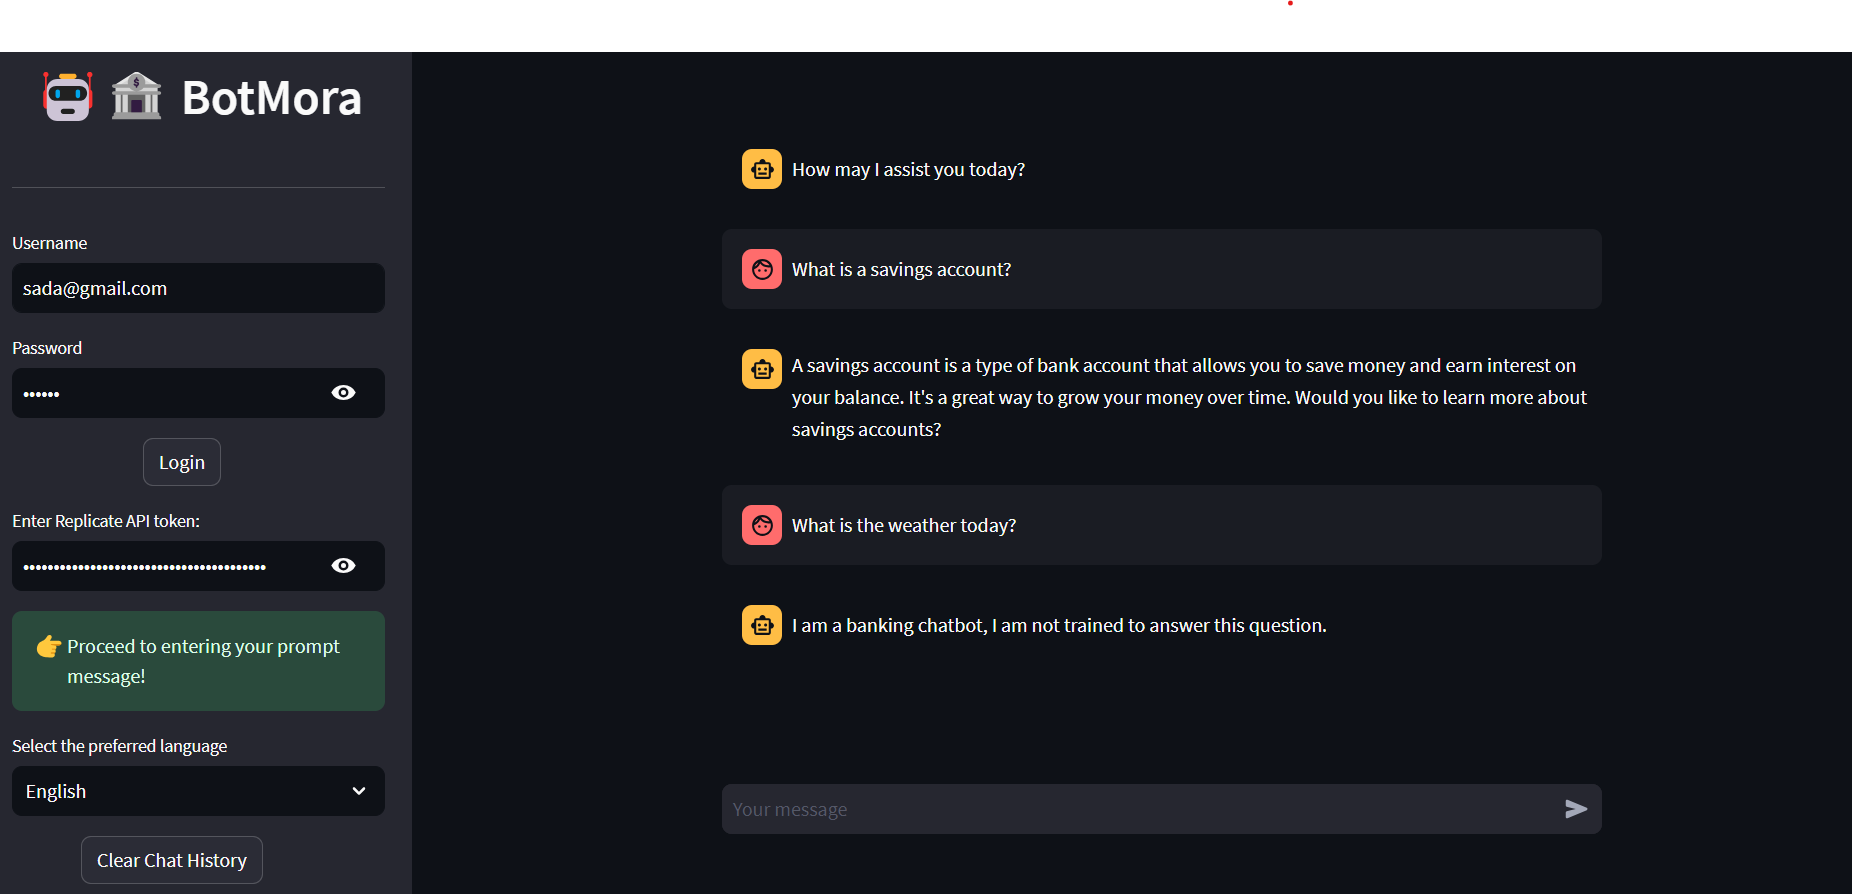 BotMora
Username
sada@gmail.com
Password
••••••
Login
Enter Replicate API token:
••••••••••••••••••••••••••••••••••••••••
Proceed to entering your prompt
message!
Select the preferred language
English
Clear Chat History
How may I assist you today?
What is a savings account?
A savings account is a type of bank account that allows you to save money and earn interest on
your balance. It's a great way to grow your money over time. Would you like to learn more about
savings accounts?
What is the weather today?
I am a banking chatbot, I am not trained to answer this question.
Your message